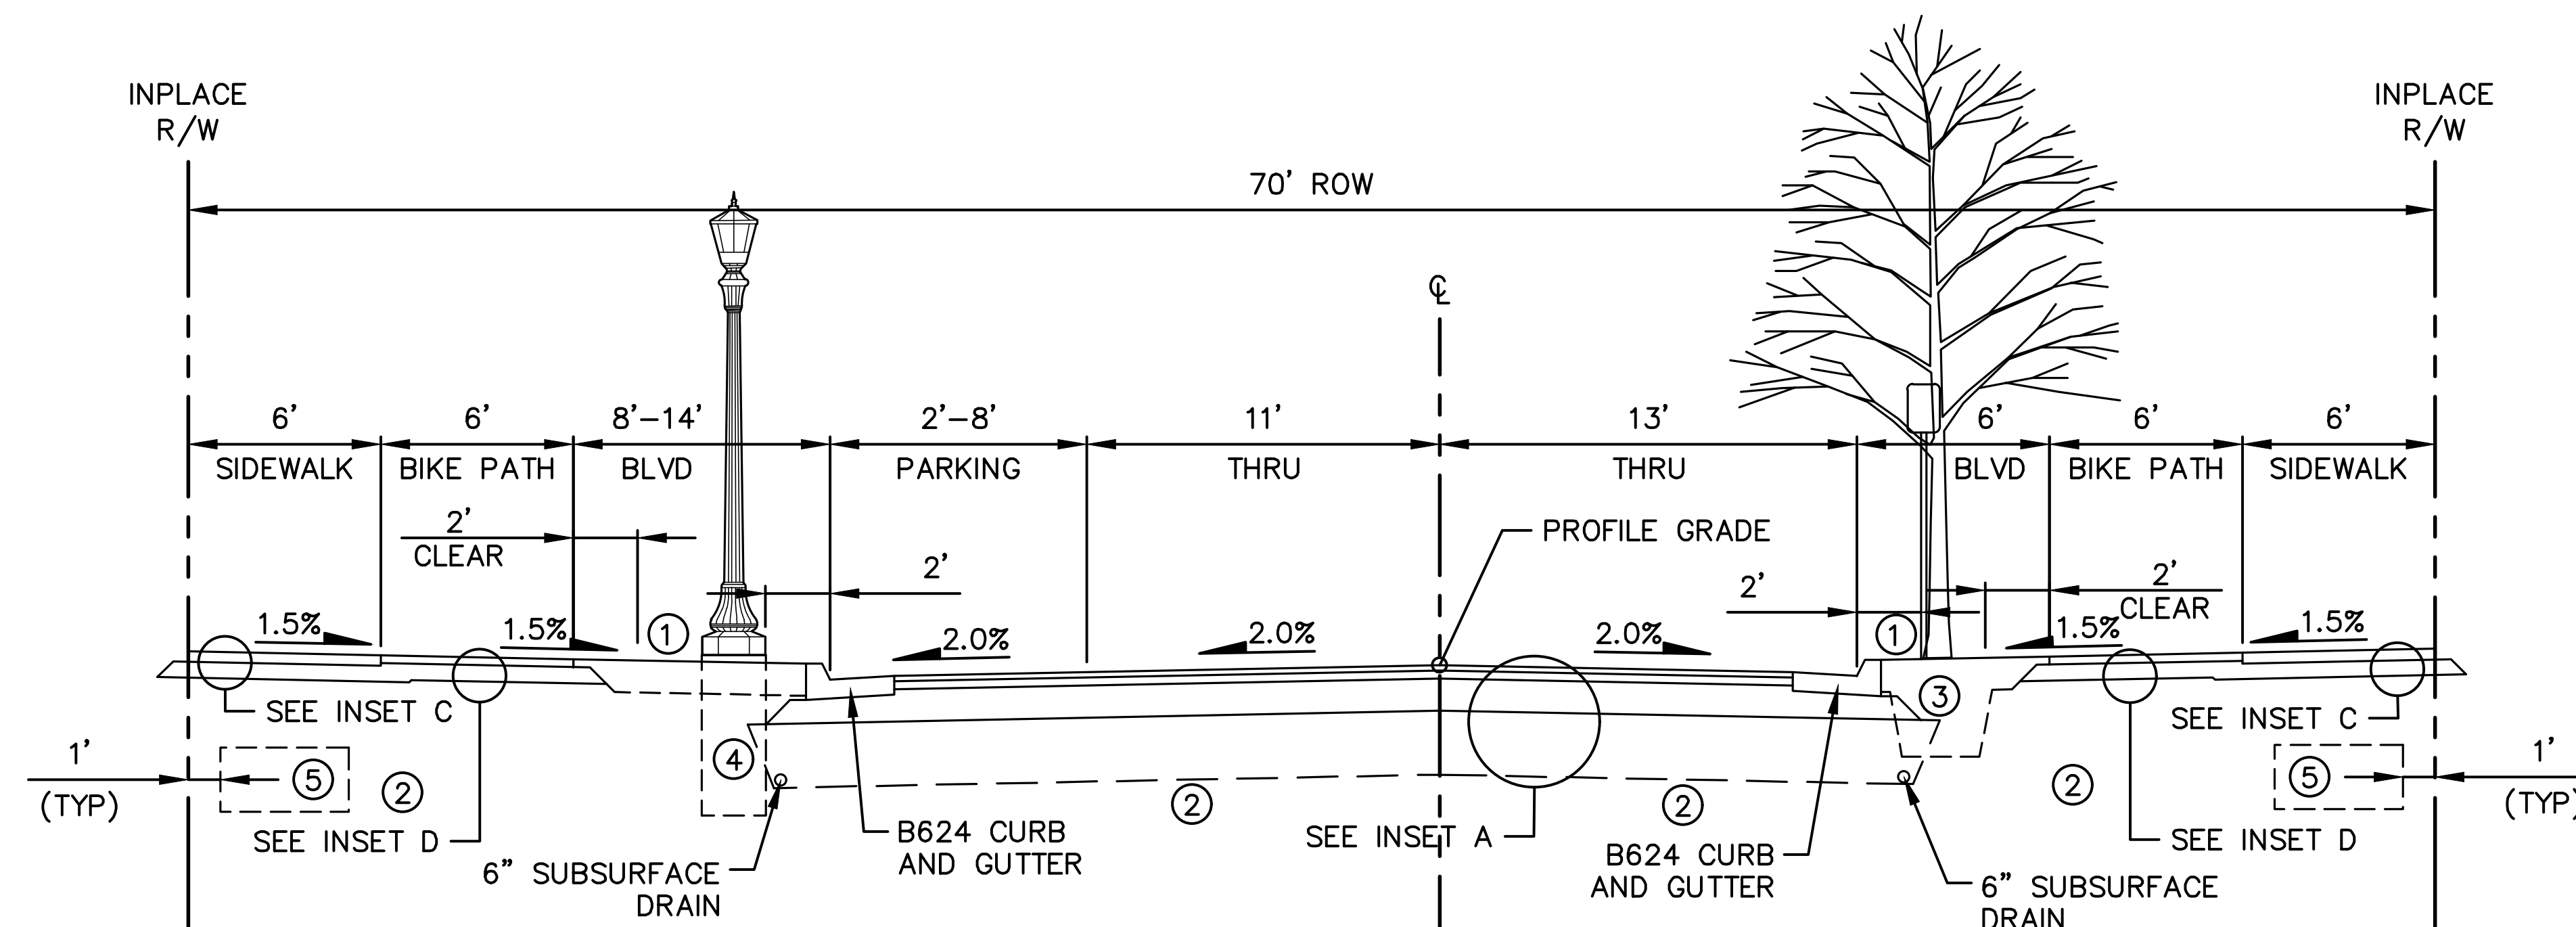 INPLACE
R/W
INPLACE
R/W
70' ROW
℄
6' 6' 8'-14' 2'-8' 11' 13' 6' 6' 6'
SIDEWALK BIKE PATH BLVD PARKING THRU THRU BLVD BIKE PATH SIDEWALK
2'
CLEAR
2'
PROFILE GRADE
2'
2'
CLEAR
1.5% 1.5% 1 2.0% 2.0% 2.0% 1 1.5% 1.5%
SEE INSET C
3
SEE INSET C
1'
(TYP)
5 2 4 2 2 2 5
1'
(TYP)
SEE INSET D
6" SUBSURFACE
DRAIN
B624 CURB
AND GUTTER
SEE INSET A
B624 CURB
AND GUTTER
SEE INSET D
6" SUBSURFACE
DRAIN